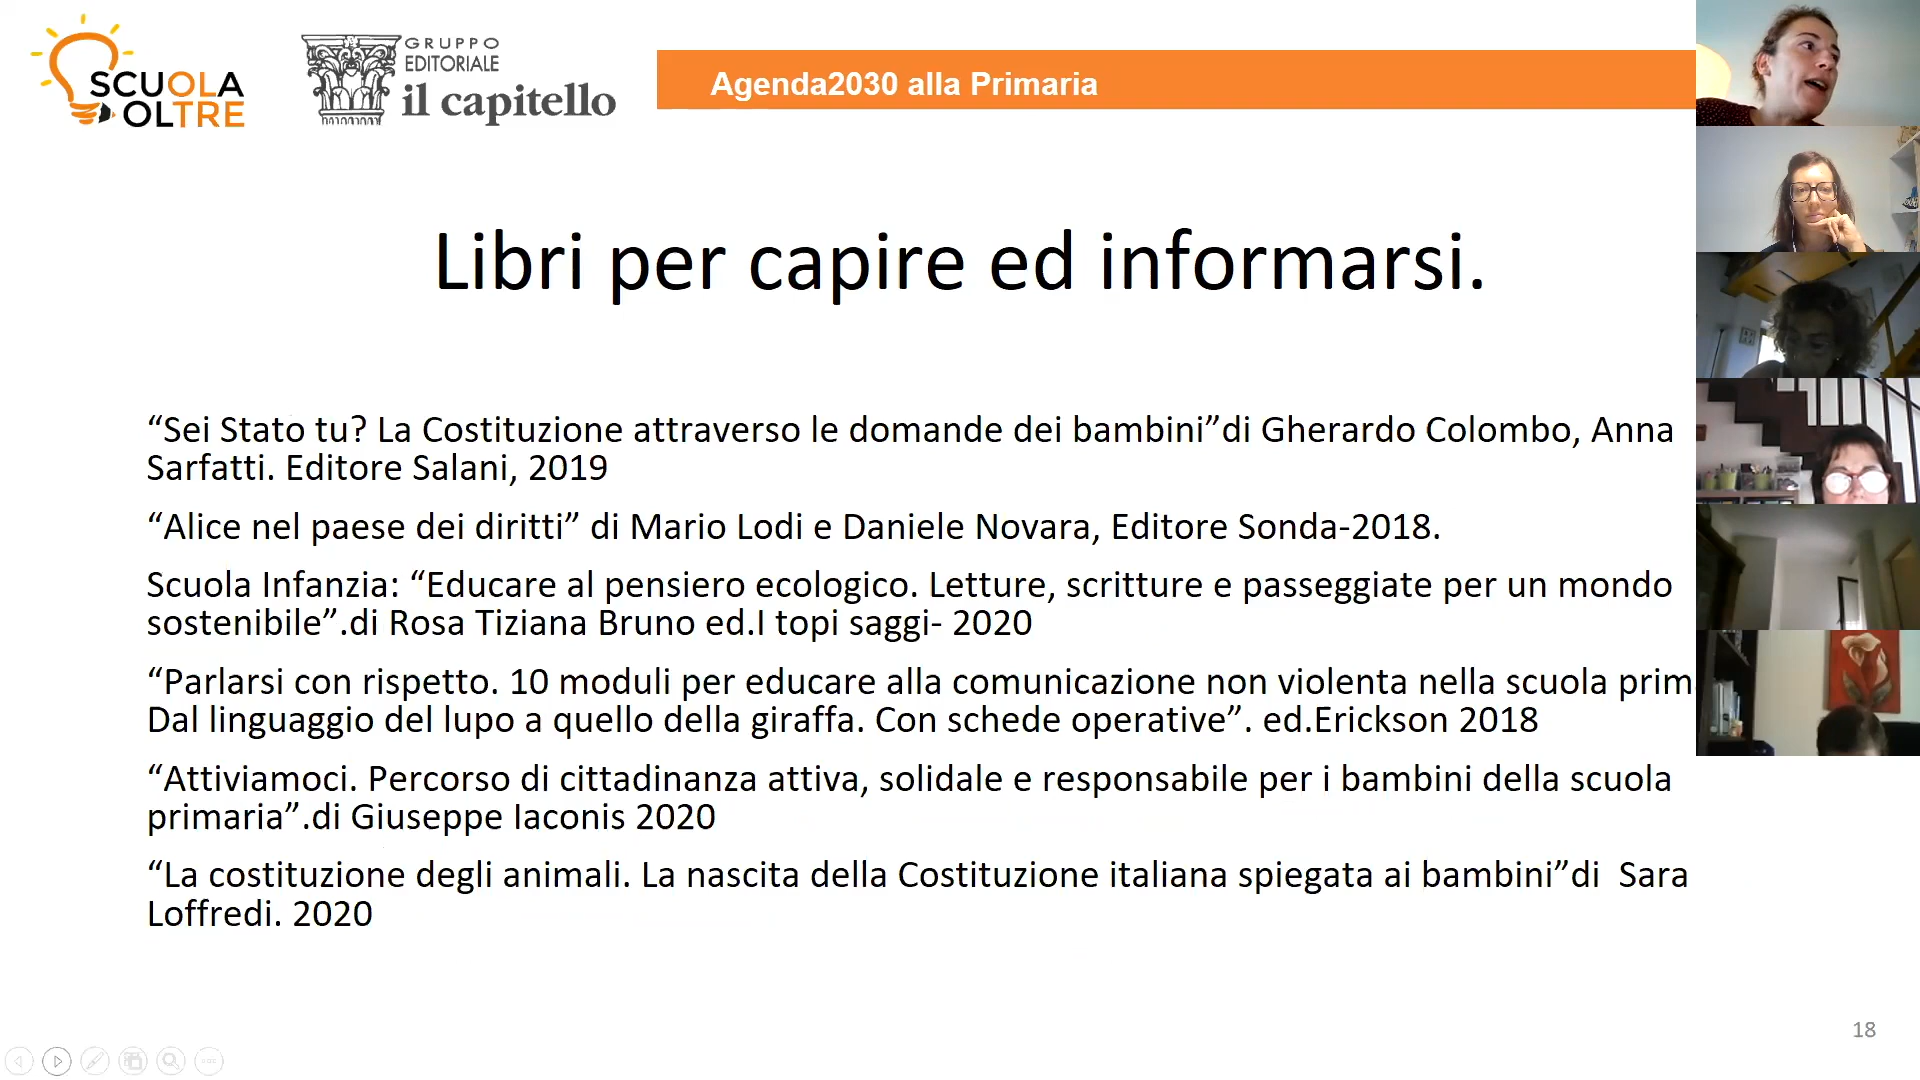 SCUOLA
OLTRE
GRUPPO
EDITORIALE
il capitello
Agenda2030 alla Primaria
Libri per capire ed informarsi.
“Sei Stato tu? La Costituzione attraverso le domande dei bambini”di Gherardo Colombo, Anna
Sarfatti. Editore Salani, 2019
“Alice nel paese dei diritti” di Mario Lodi e Daniele Novara, Editore Sonda-2018.
Scuola Infanzia: “Educare al pensiero ecologico. Letture, scritture e passeggiate per un mondo
sostenibile”.di Rosa Tiziana Bruno ed.I topi saggi- 2020
“Parlarsi con rispetto. 10 moduli per educare alla comunicazione non violenta nella scuola prim
Dal linguaggio del lupo a quello della giraffa. Con schede operative”. ed.Erickson 2018
“Attiviamoci. Percorso di cittadinanza attiva, solidale e responsabile per i bambini della scuola
primaria”.di Giuseppe Iaconis 2020
“La costituzione degli animali. La nascita della Costituzione italiana spiegata ai bambini”di  Sara
Loffredi. 2020
18